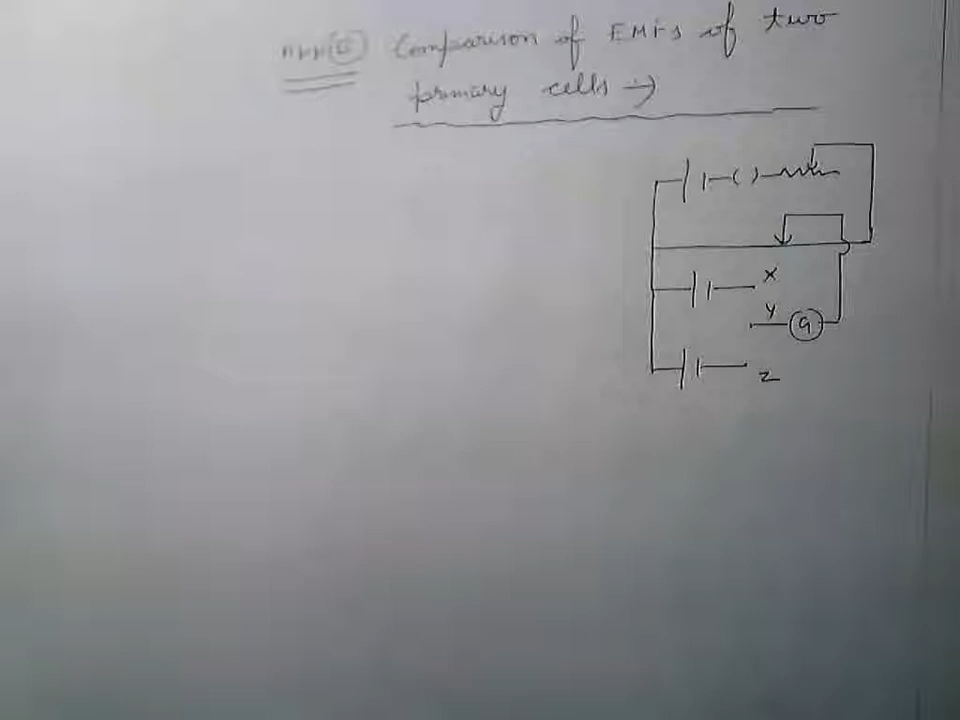 Comparison of EMFs of two
primary cells →
( )
X
Y
G
Z